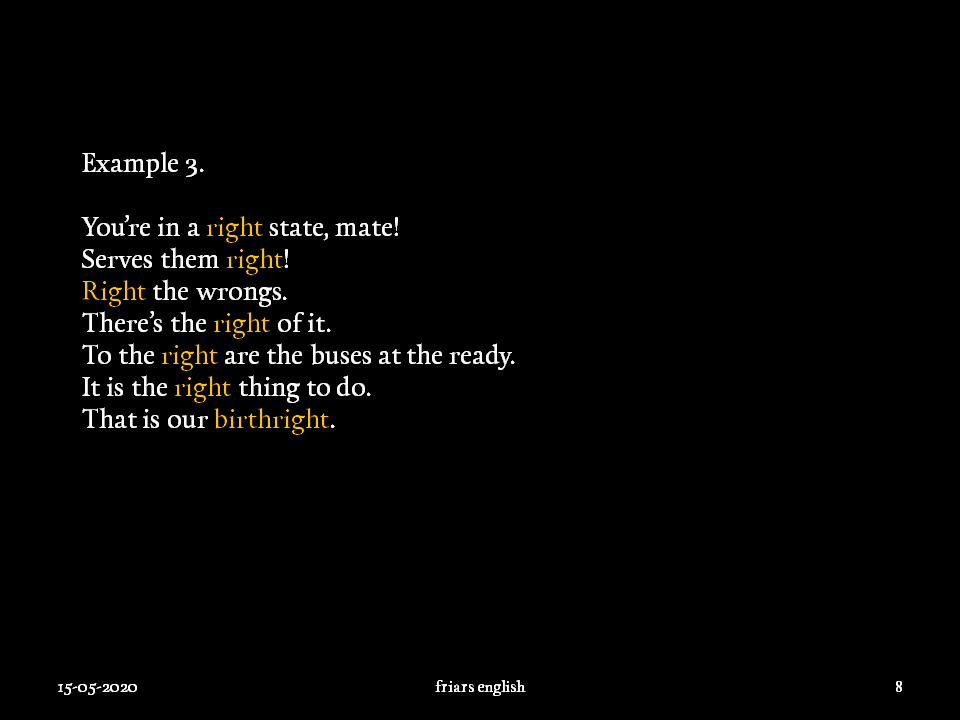 Example 3.
You're in a right state, mate!
Serves them right!
Right the wrongs.
There's the right of it.
To the right are the buses at the ready.
It is the right thing to do.
That is our birthright.
15-05-2020
friars english
8